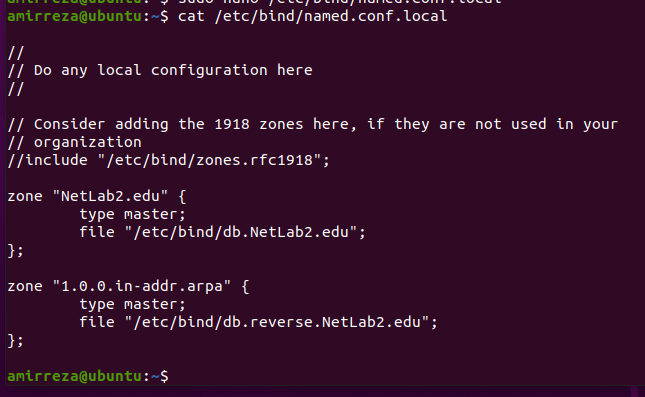 amirreza@ubuntu:~$ sudo nano /etc/bind/named.conf.local
amirreza@ubuntu:~$ cat /etc/bind/named.conf.local
//
// Do any local configuration here
//
// Consider adding the 1918 zones here, if they are not used in your
// organization
//include "/etc/bind/zones.rfc1918";
zone "NetLab2.edu" {
        type master;
        file "/etc/bind/db.NetLab2.edu";
};
zone "1.0.0.in-addr.arpa" {
        type master;
        file "/etc/bind/db.reverse.NetLab2.edu";
};
amirreza@ubuntu:~$